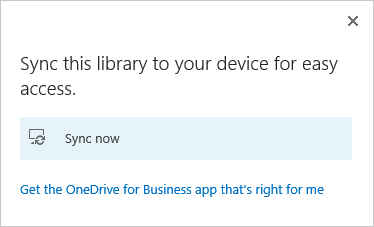 Sync this library to your device for easy
access.
Sync now
Get the OneDrive for Business app that's right for me